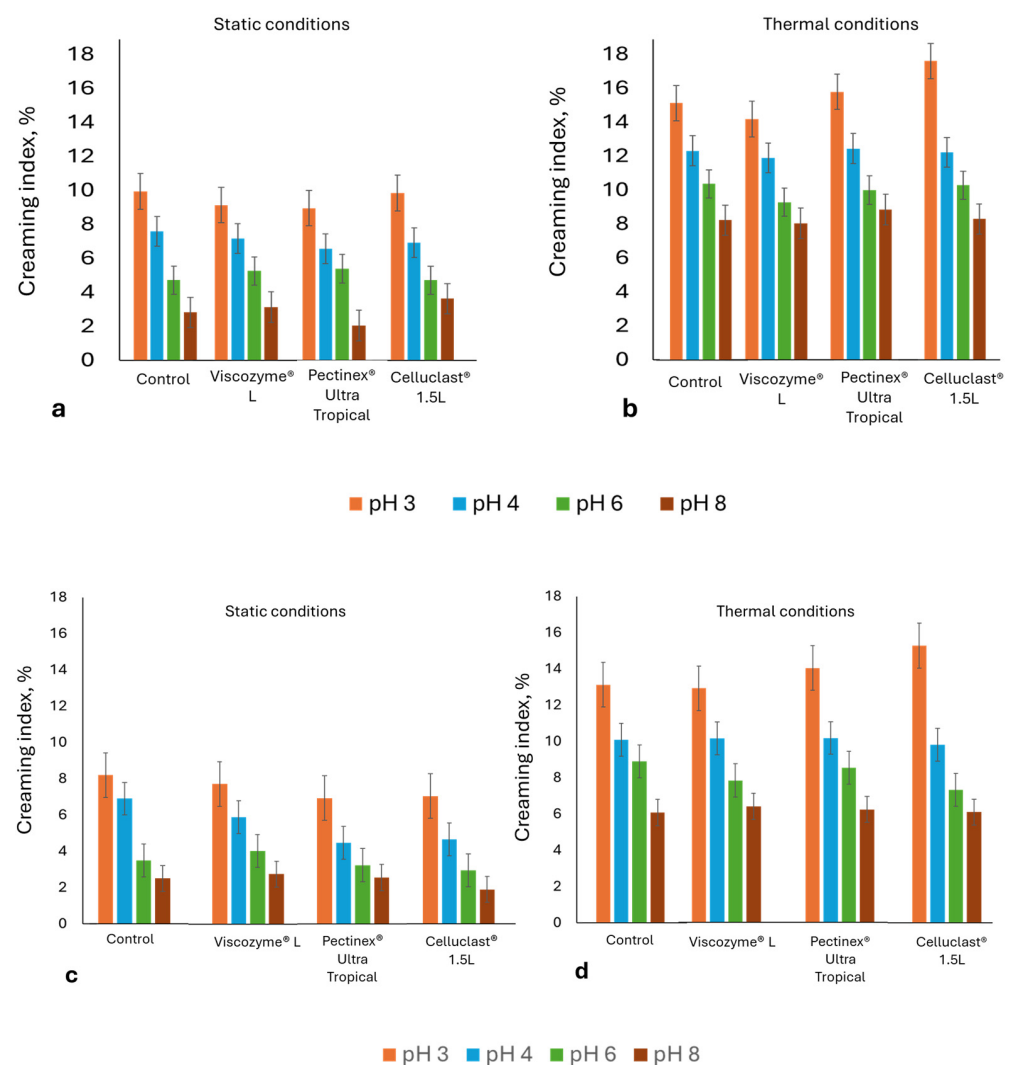 Static conditions
Creaming index, %
18
16
14
12
10
8
6
4
2
0
Control
Viscozyme®
L
Pectinex®
Ultra
Tropical
Celluclast®
1.5L
a
Thermal conditions
Creaming index, %
18
16
14
12
10
8
6
4
2
0
Control
Viscozyme®
L
Pectinex®
Ultra
Tropical
Celluclast®
1.5L
b
pH 3 pH 4 pH 6 pH 8
Static conditions
Creaming index, %
18
16
14
12
10
8
6
4
2
0
Control
Viscozyme® L
Pectinex®
Ultra
Tropical
Celluclast®
1.5L
c
Thermal conditions
Creaming index, %
18
16
14
12
10
8
6
4
2
0
Control
Viscozyme® L
Pectinex®
Ultra
Tropical
Celluclast®
1.5L
d
pH 3 pH 4 pH 6 pH 8